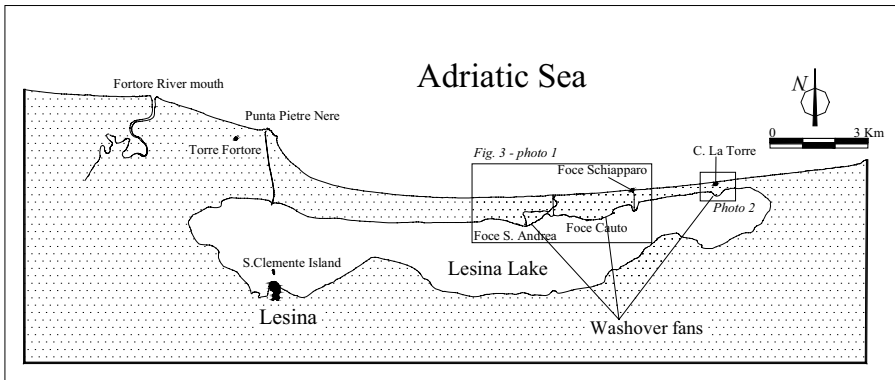 Adriatic Sea
N
0 3 Km
Fortore River mouth
Punta Pietre Nere
Torre Fortore
Fig. 3 - photo 1
Foce Schiapparo
C. La Torre
Photo 2
Foce S. Andrea
Foce Cauto
S.Clemente Island
Lesina Lake
Lesina
Washover fans